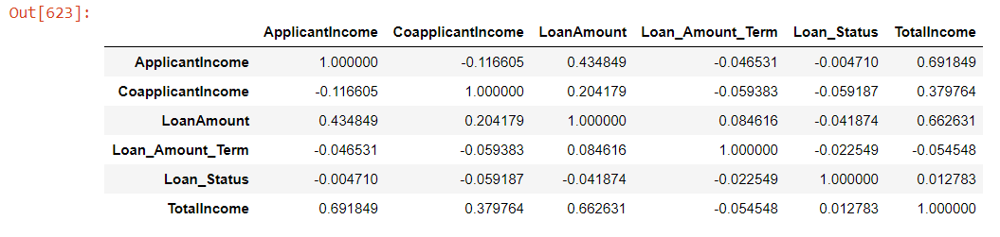 Out[623]:
ApplicantIncome CoapplicantIncome LoanAmount Loan_Amount_Term Loan_Status TotalIncome
ApplicantIncome 1.000000 -0.116605 0.434849 -0.046531 -0.004710 0.691849
CoapplicantIncome -0.116605 1.000000 0.204179 -0.059383 -0.059187 0.379764
LoanAmount 0.434849 0.204179 1.000000 0.084616 -0.041874 0.662631
Loan_Amount_Term -0.046531 -0.059383 0.084616 1.000000 -0.022549 -0.054548
Loan_Status -0.004710 -0.059187 -0.041874 -0.022549 1.000000 0.012783
TotalIncome 0.691849 0.379764 0.662631 -0.054548 0.012783 1.000000